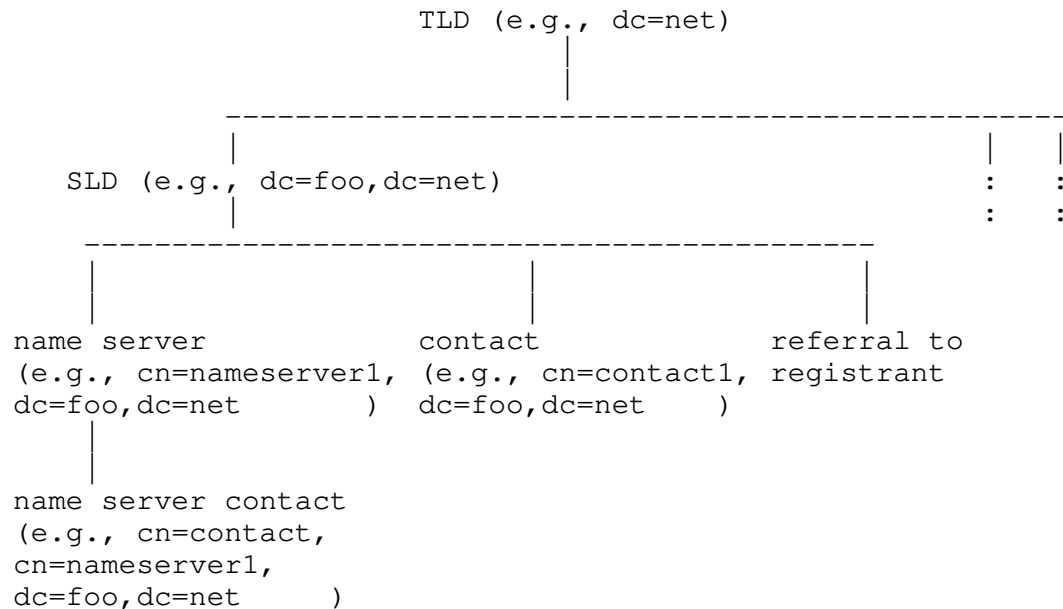 TLD (e.g., dc=net)
SLD (e.g., dc=foo,dc=net) : :
: :
name server contact referral to
(e.g., cn=nameserver1, (e.g., cn=contact1, registrant
dc=foo,dc=net ) dc=foo,dc=net )
name server contact
(e.g., cn=contact,
cn=nameserver1,
dc=foo,dc=net )